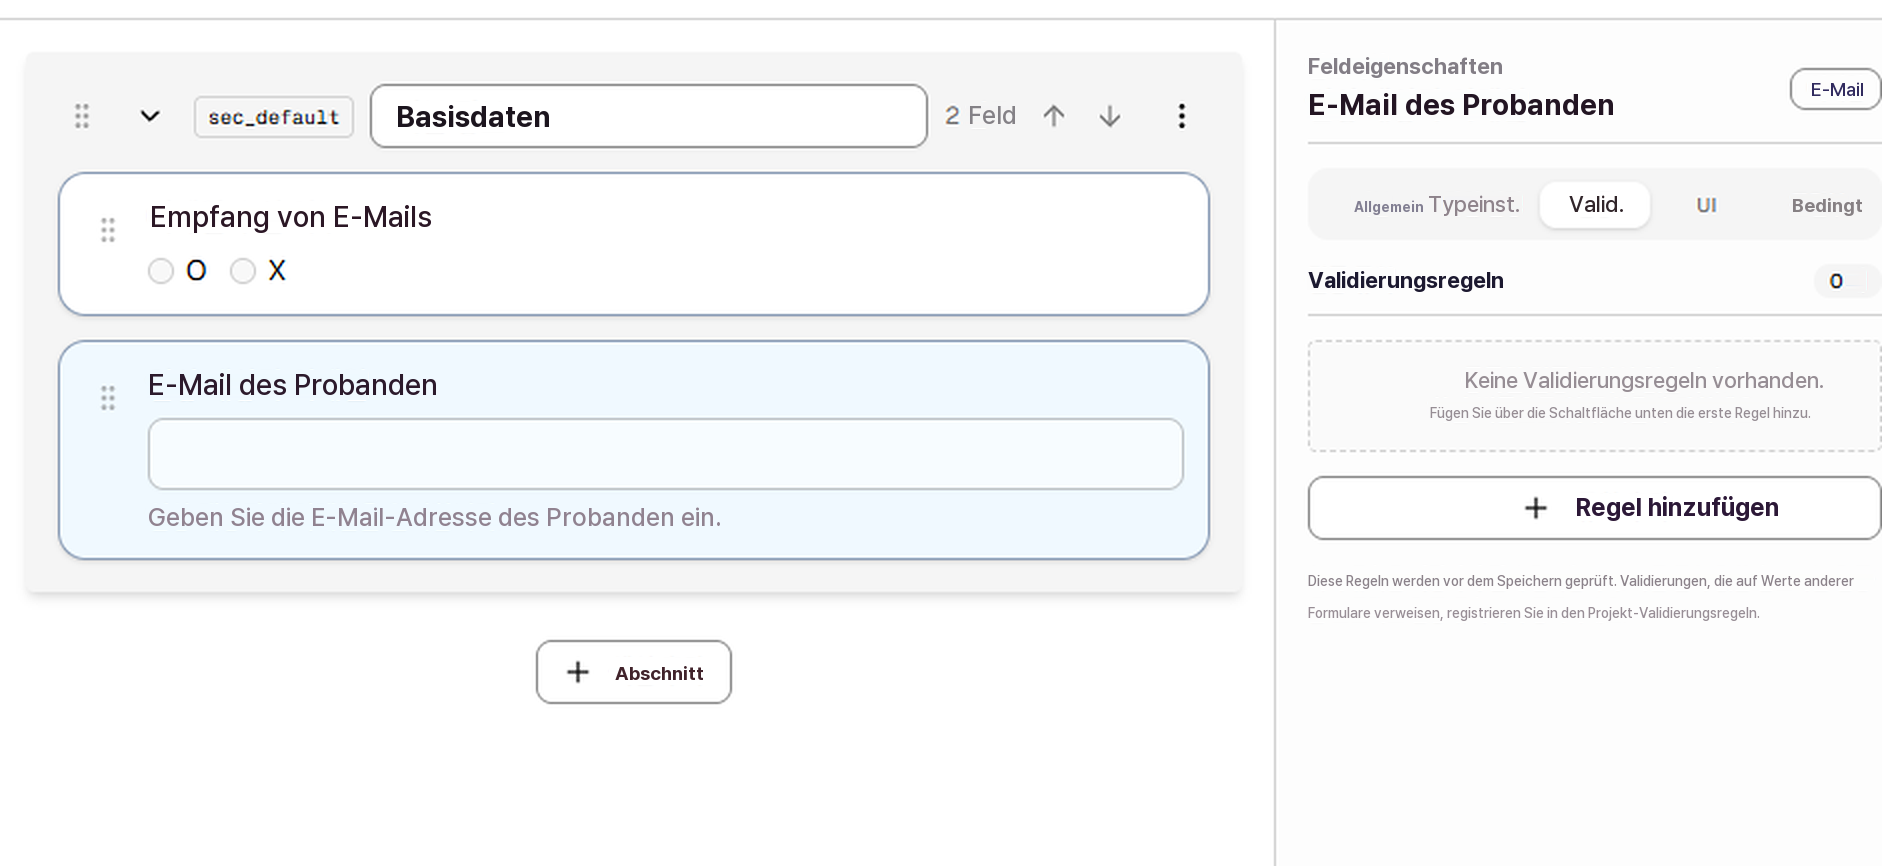 sec_default
Basisdaten
2 Feld
Empfang von E-Mails
O X
E-Mail des Probanden
Geben Sie die E-Mail-Adresse des Probanden ein.
+ Abschnitt
Feldeigenschaften
E-Mail des Probanden
E-Mail
Allgemein Typeinst. Valid. UI Bedingt
Validierungsregeln
0
Keine Validierungsregeln vorhanden.
Fügen Sie über die Schaltfläche unten die erste Regel hinzu.
+ Regel hinzufügen
Diese Regeln werden vor dem Speichern geprüft. Validierungen, die auf Werte anderer
Formulare verweisen, registrieren Sie in den Projekt-Validierungsregeln.